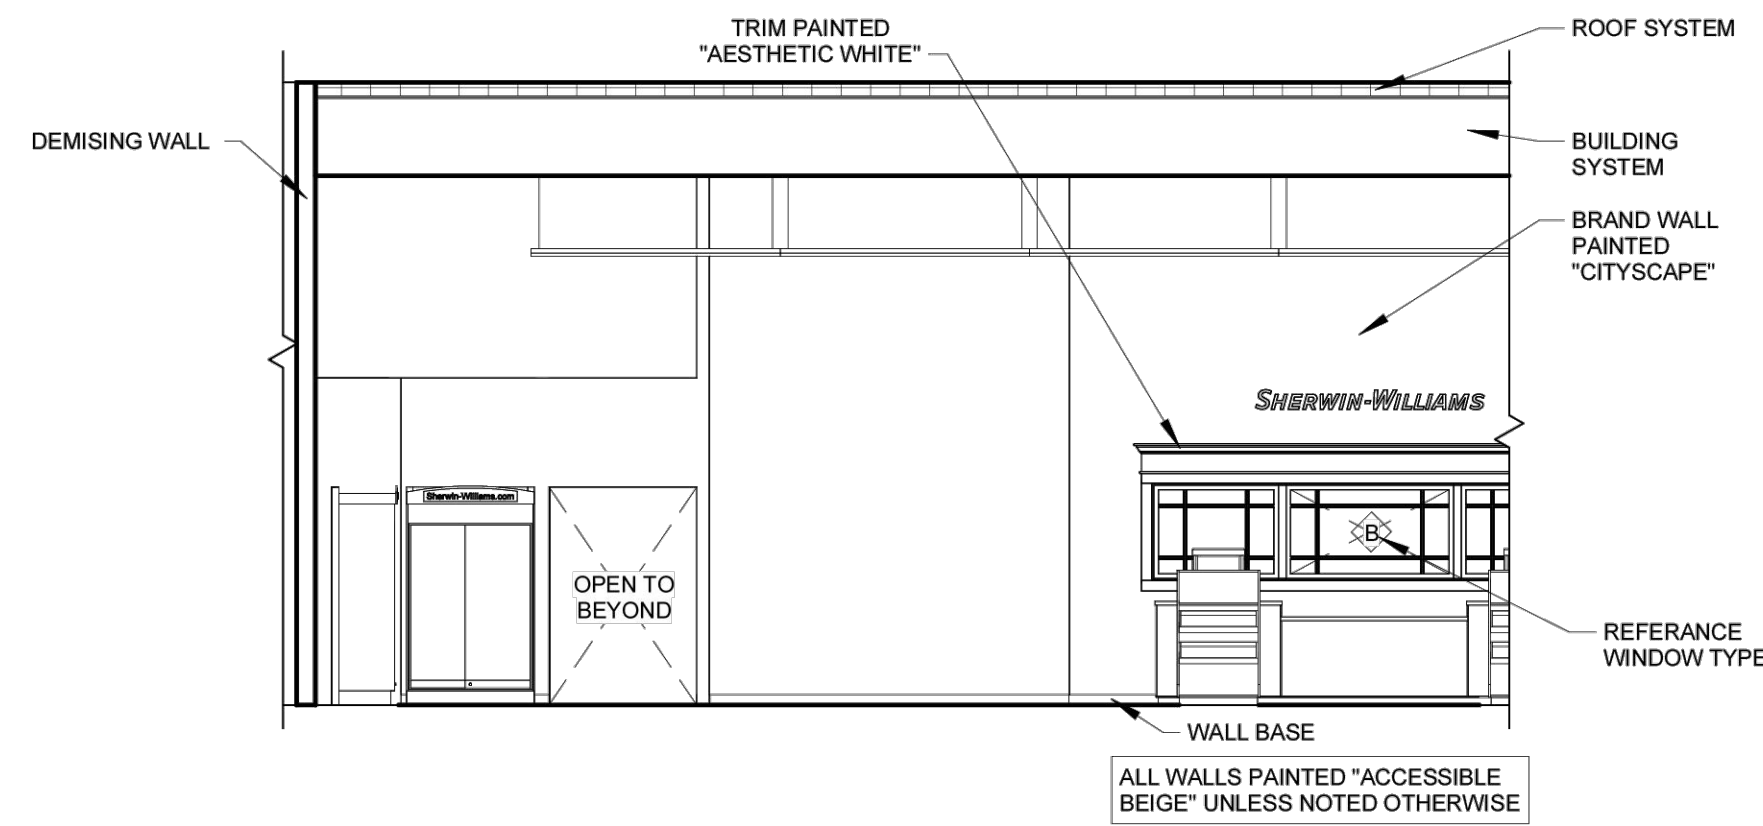 TRIM PAINTED
"AESTHETIC WHITE"
ROOF SYSTEM
DEMISING WALL
BUILDING
SYSTEM
BRAND WALL
PAINTED
"CITYSCAPE"
SHERWIN-WILLIAMS
Sherwin-Williams.com
B
OPEN TO
BEYOND
REFERANCE
WINDOW TYPE
WALL BASE
ALL WALLS PAINTED "ACCESSIBLE
BEIGE" UNLESS NOTED OTHERWISE